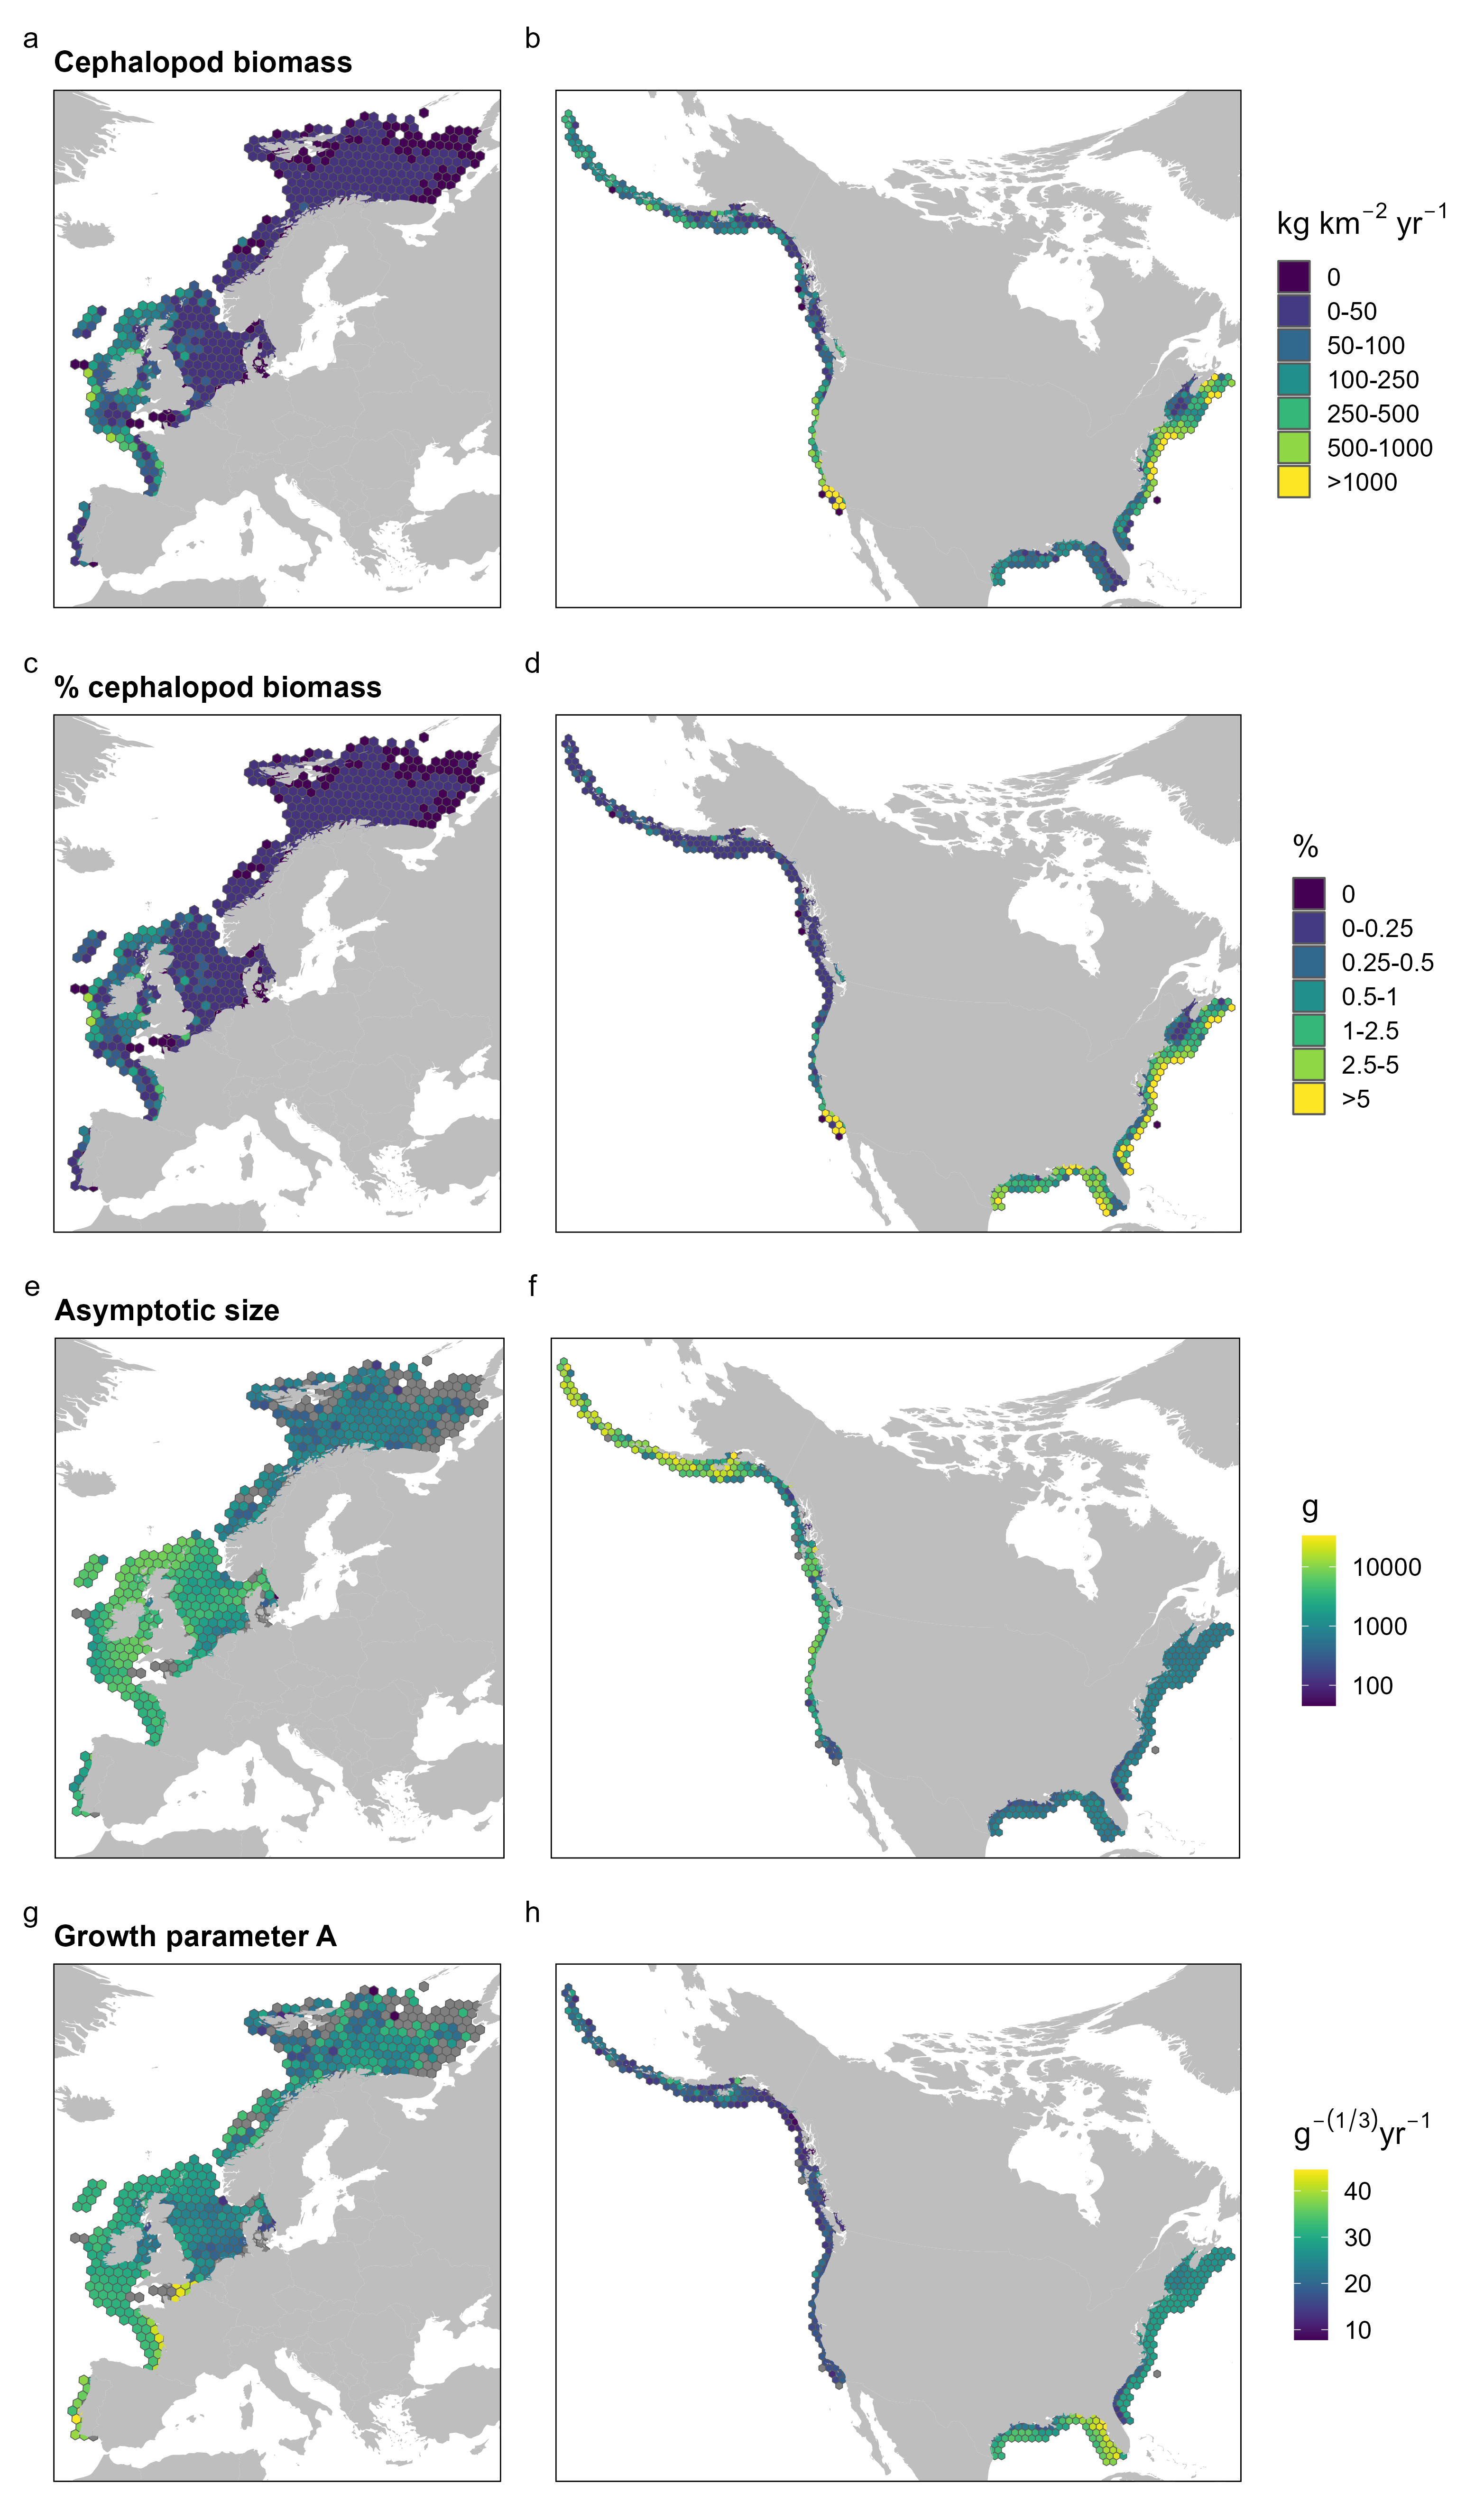 a
b
Cephalopod biomass
kg km⁻² yr⁻¹
0
0-50
50-100
100-250
250-500
500-1000
>1000
c
d
% cephalopod biomass
%
0
0-0.25
0.25-0.5
0.5-1
1-2.5
2.5-5
>5
e
f
Asymptotic size
g
10000
1000
100
g
h
Growth parameter A
g⁻⁽¹/³⁾yr⁻¹
40
30
20
10